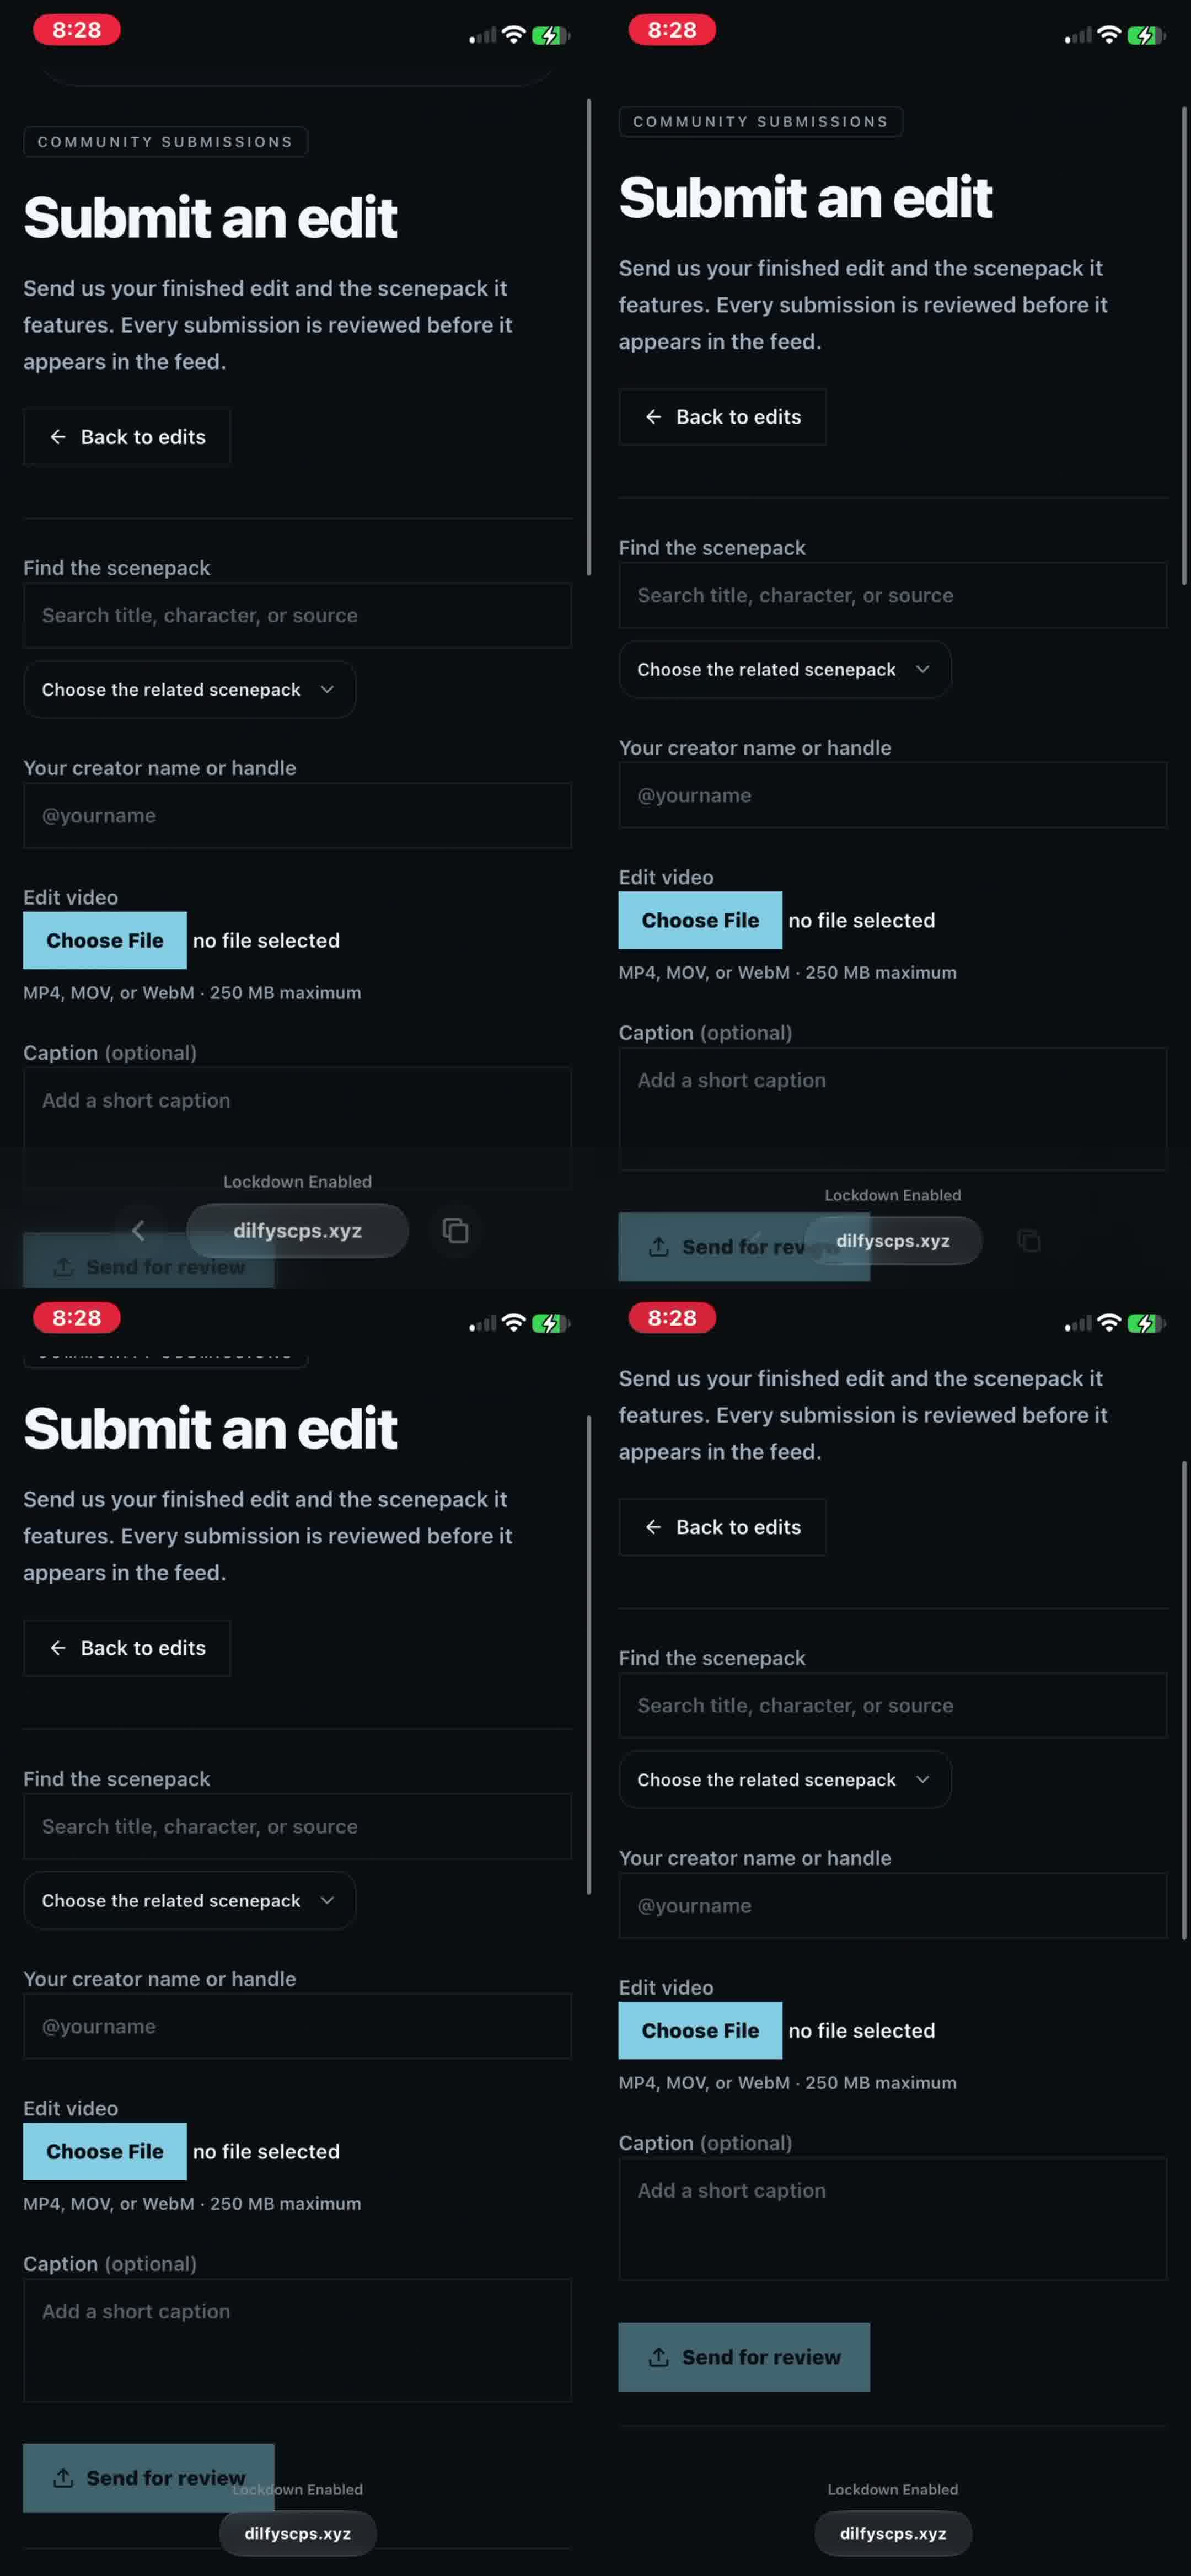 8:28
COMMUNITY SUBMISSIONS
Submit an edit
Send us your finished edit and the scenepack it
features. Every submission is reviewed before it
appears in the feed.
← Back to edits
Find the scenepack
Search title, character, or source
Choose the related scenepack
Your creator name or handle
@yourname
Edit video
Choose File no file selected
MP4, MOV, or WebM · 250 MB maximum
Caption (optional)
Add a short caption
Lockdown Enabled
dilfyscps.xyz
Send for review
8:28
COMMUNITY SUBMISSIONS
Submit an edit
Send us your finished edit and the scenepack it
features. Every submission is reviewed before it
appears in the feed.
← Back to edits
Find the scenepack
Search title, character, or source
Choose the related scenepack
Your creator name or handle
@yourname
Edit video
Choose File no file selected
MP4, MOV, or WebM · 250 MB maximum
Caption (optional)
Add a short caption
Lockdown Enabled
Send for rev
dilfyscps.xyz
8:28
Submit an edit
Send us your finished edit and the scenepack it
features. Every submission is reviewed before it
appears in the feed.
← Back to edits
Find the scenepack
Search title, character, or source
Choose the related scenepack
Your creator name or handle
@yourname
Edit video
Choose File no file selected
MP4, MOV, or WebM · 250 MB maximum
Caption (optional)
Add a short caption
Send for review
Lockdown Enabled
dilfyscps.xyz
8:28
Send us your finished edit and the scenepack it
features. Every submission is reviewed before it
appears in the feed.
← Back to edits
Find the scenepack
Search title, character, or source
Choose the related scenepack
Your creator name or handle
@yourname
Edit video
Choose File no file selected
MP4, MOV, or WebM · 250 MB maximum
Caption (optional)
Add a short caption
Send for review
Lockdown Enabled
dilfyscps.xyz